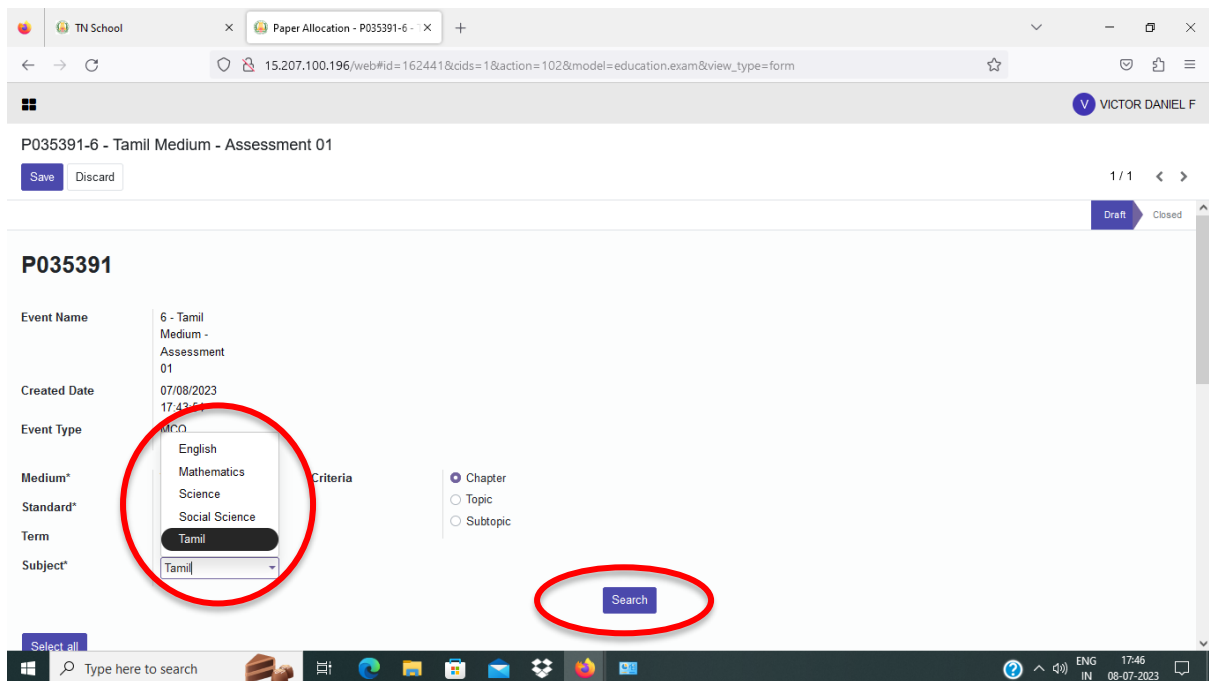 TN School
Paper Allocation - P035391-6 - T
15.207.100.196/web#id=162441&cids=1&action=102&model=education.exam&view_type=form
V VICTOR DANIEL F
P035391-6 - Tamil Medium - Assessment 01
Save Discard
1 / 1
Draft Closed
P035391
Event Name 6 - Tamil
Medium -
Assessment
01
Created Date 07/08/2023
17:43:51
Event Type MCQ
English
Mathematics
Science
Social Science
Tamil
Medium* Criteria Chapter
Standard* Topic
Subtopic
Term
Subject* Tamil
Search
Select all
Type here to search
ENG 17:46
IN 08-07-2023